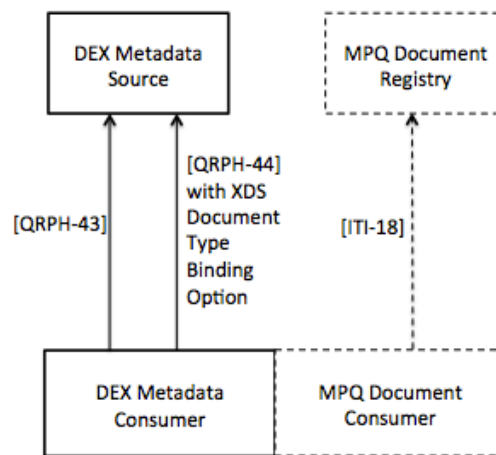 DEX Metadata
Source
MPQ Document
Registry
[QRPH-43]
[QRPH-44]
with XDS
Document
Type
Binding
Option
[ITI-18]
DEX Metadata
Consumer
MPQ Document
Consumer